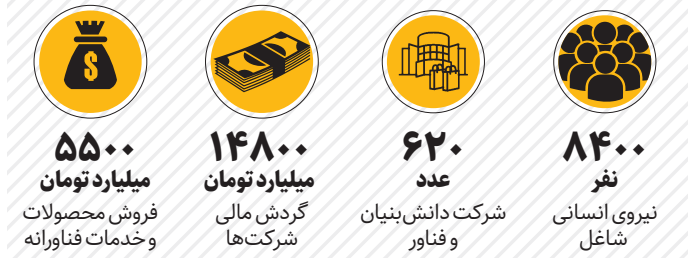 ۸۴۰۰
نفر
نیروی انسانی
شاغل
۶۲۰
عدد
شرکت دانش‌بنیان
و فناور
۱۴۸۰۰
میلیارد تومان
گردش مالی
شرکت‌ها
$
۵۵۰۰
میلیارد تومان
فروش محصولات
و خدمات فناورانه